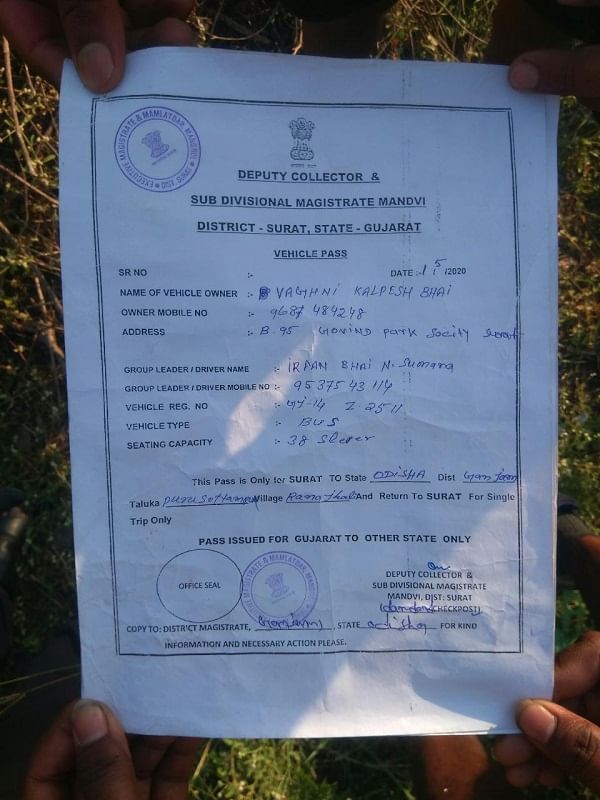 EXECUTIVE MAGISTRATE & MAMLATDAR, MANDVI
DIST. SURAT
DEPUTY COLLECTOR &
SUB DIVISIONAL MAGISTRATE MANDVI
DISTRICT - SURAT, STATE - GUJARAT
VEHICLE PASS
SR NO :- DATE :- 1/5/2020
NAME OF VEHICLE OWNER :- VAGHNI KALPESH BHAI
OWNER MOBILE NO :- 9687 484248
ADDRESS :- B.95 GOVIND PARK Socity Surat
GROUP LEADER / DRIVER NAME :- IRFAN BHAI N. Sumara
GROUP LEADER / DRIVER MOBILE NO :- 95375 43 114
VEHICLE REG. NO :- GJ-14 Z.2511
VEHICLE TYPE :- BUS
SEATING CAPACITY :- 38 Sleeper
This Pass is Only for SURAT TO State ODISHA Dist Ganjam
Taluka Village And Return To SURAT For Single
Trip Only
PASS ISSUED FOR GUJARAT TO OTHER STATE ONLY
OFFICE SEAL
DEPUTY COLLECTOR &
SUB DIVISIONAL MAGISTRATE
MANDVI, DIST: SURAT
CHECKPOST)
COPY TO: DISTRICT MAGISTRATE, STATE odisha FOR KIND
INFORMATION AND NECESSARY ACTION PLEASE.